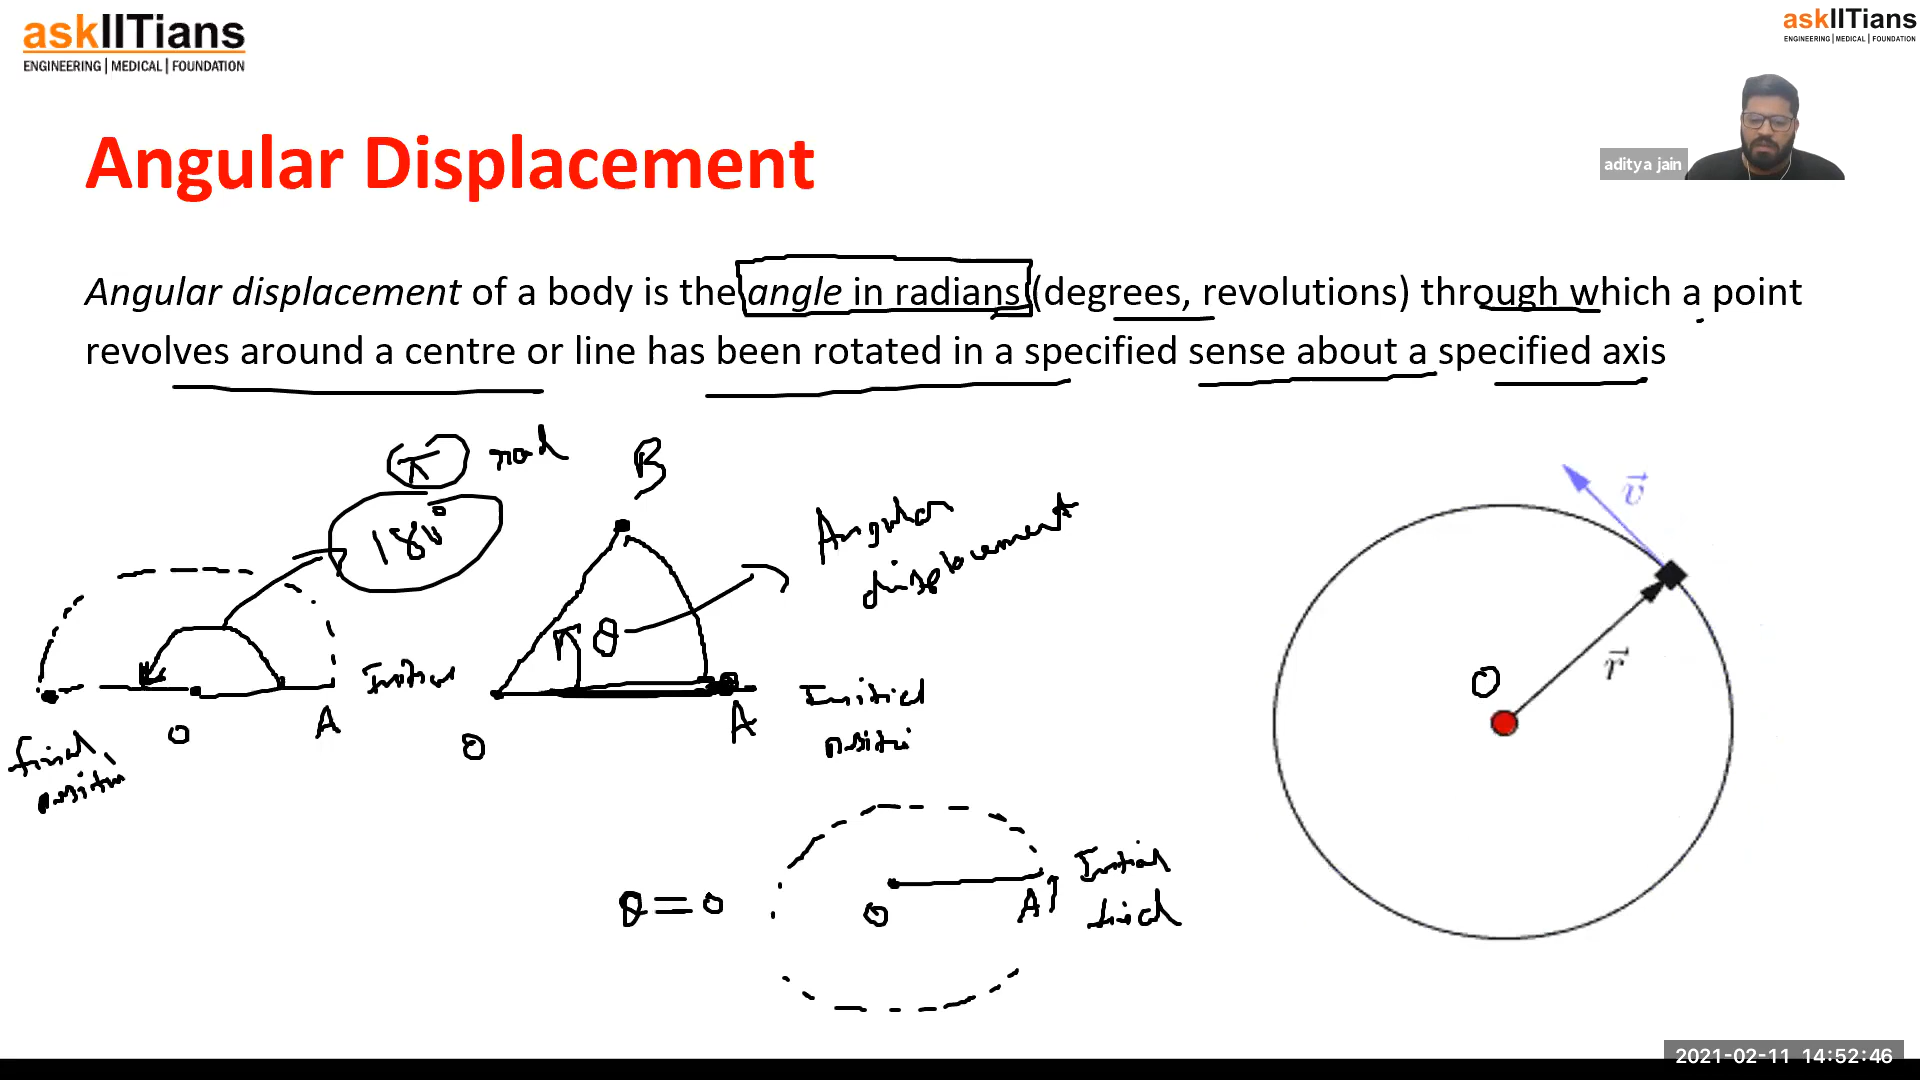 askIITians
ENGEERING | MEDICAL | FOUNDATION
askIITians
ENGINEERING | MEDICAL | FOUNDATION
aditya jain
Angular Displacement
Angular displacement of a body is the angle in radians (degrees, revolutions) through which a point
revolves around a centre or line has been rotated in a specified sense about a specified axis
π rad
180°
B
Angular
displacement
θ
Initial
O
A
final
O
A
Initial
v
r
O
θ = 0
O
A
Initial
final
2021-02-11 14:52:46